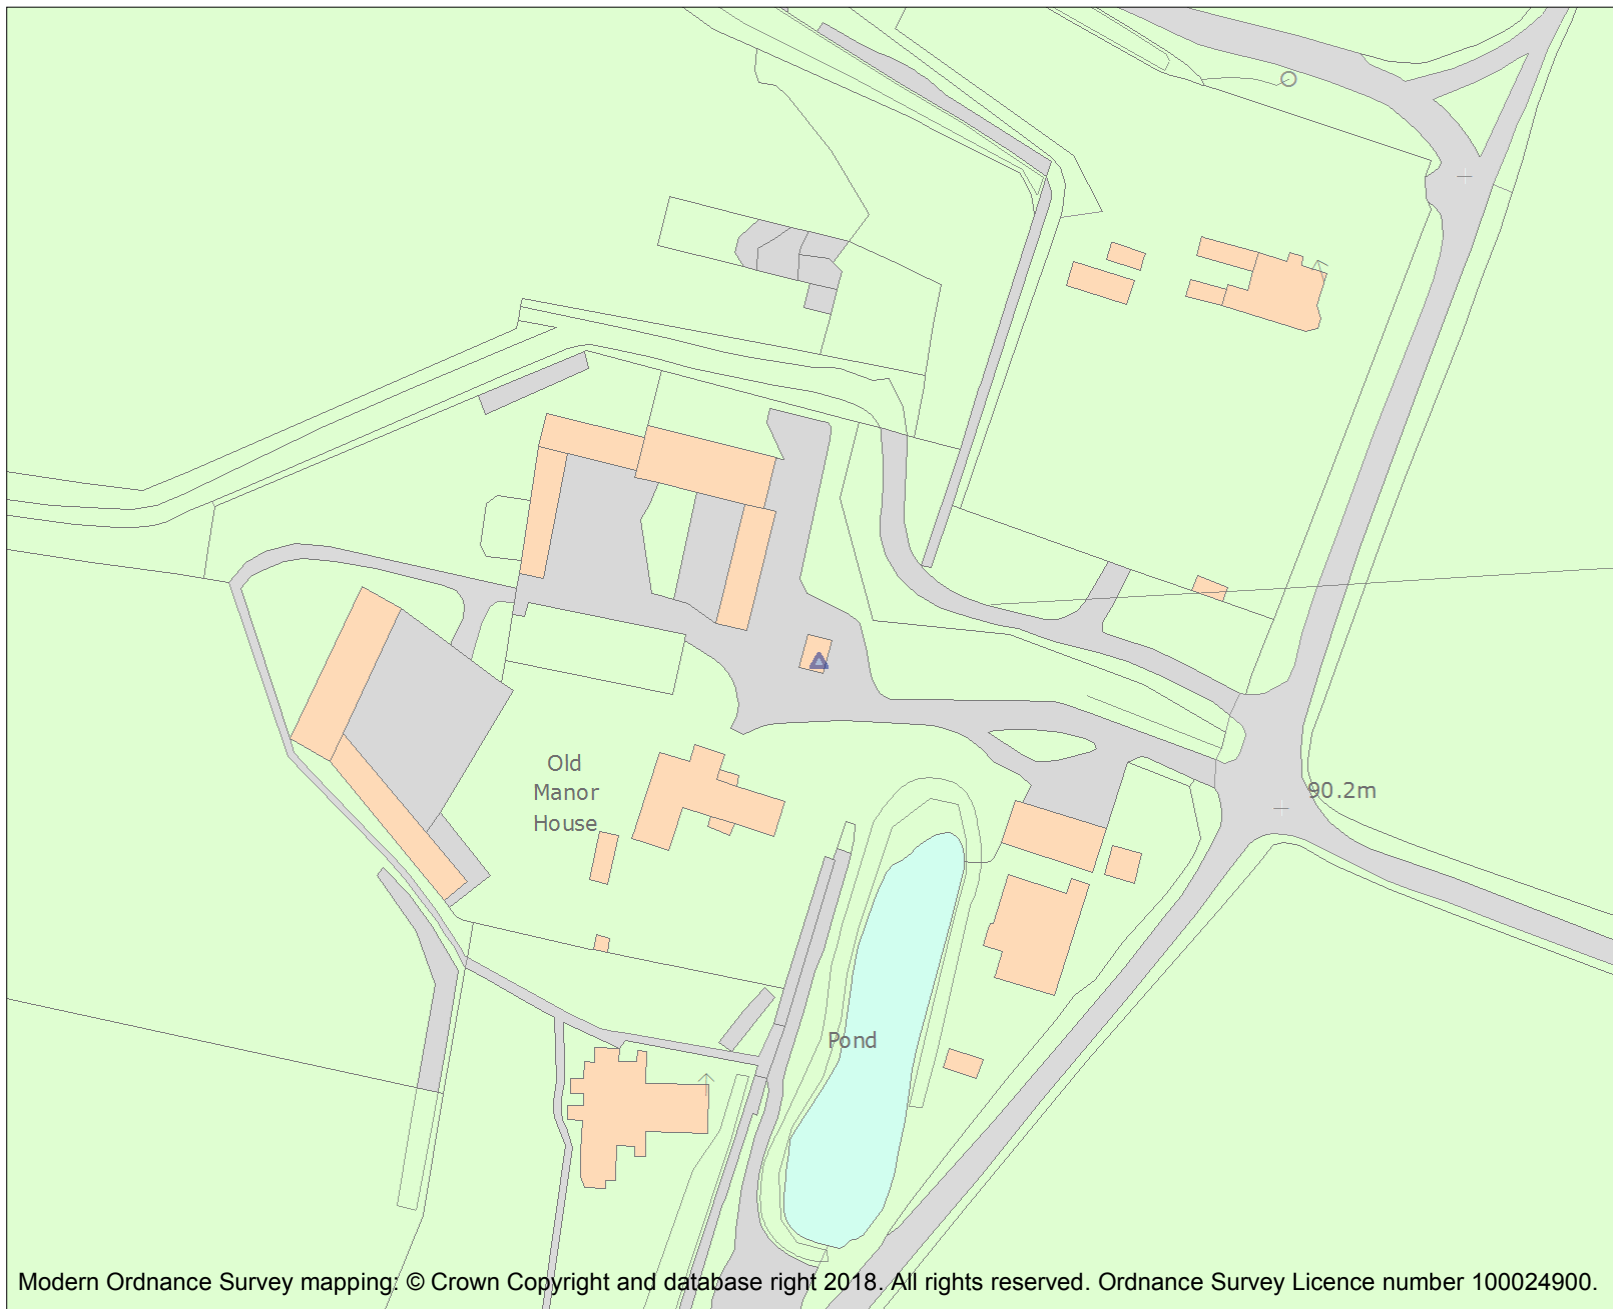 Old
Manor
House
90.2m
Pond
Modern Ordnance Survey mapping: © Crown Copyright and database right 2018. All rights reserved. Ordnance Survey Licence number 100024900.